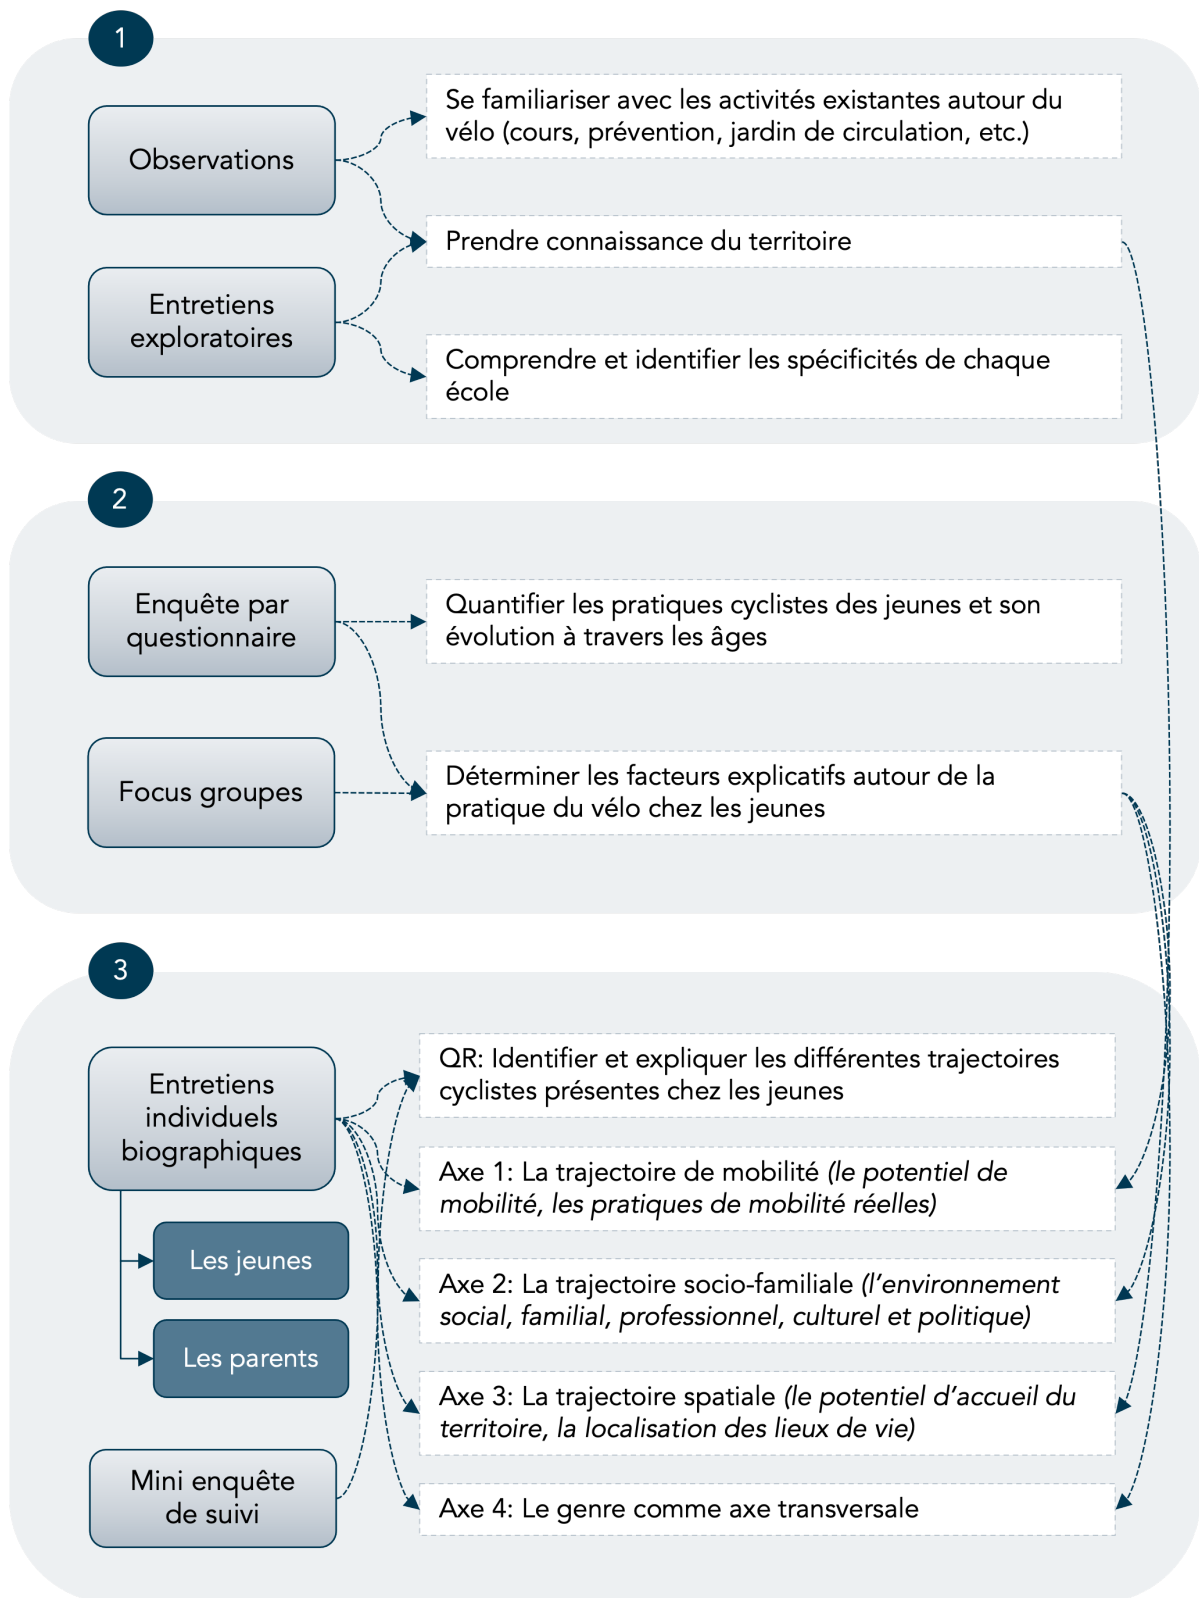 1
Observations
Se familiariser avec les activités existantes autour du
vélo (cours, prévention, jardin de circulation, etc.)
Prendre connaissance du territoire
Entretiens
exploratoires
Comprendre et identifier les spécificités de chaque
école
2
Enquête par
questionnaire
Quantifier les pratiques cyclistes des jeunes et son
évolution à travers les âges
Focus groupes
Déterminer les facteurs explicatifs autour de la
pratique du vélo chez les jeunes
3
Entretiens
individuels
biographiques
Les jeunes
Les parents
Mini enquête
de suivi
QR: Identifier et expliquer les différentes trajectoires
cyclistes présentes chez les jeunes
Axe 1: La trajectoire de mobilité (le potentiel de
mobilité, les pratiques de mobilité réelles)
Axe 2: La trajectoire socio-familiale (l’environnement
social, familial, professionnel, culturel et politique)
Axe 3: La trajectoire spatiale (le potentiel d’accueil du
territoire, la localisation des lieux de vie)
Axe 4: Le genre comme axe transversale